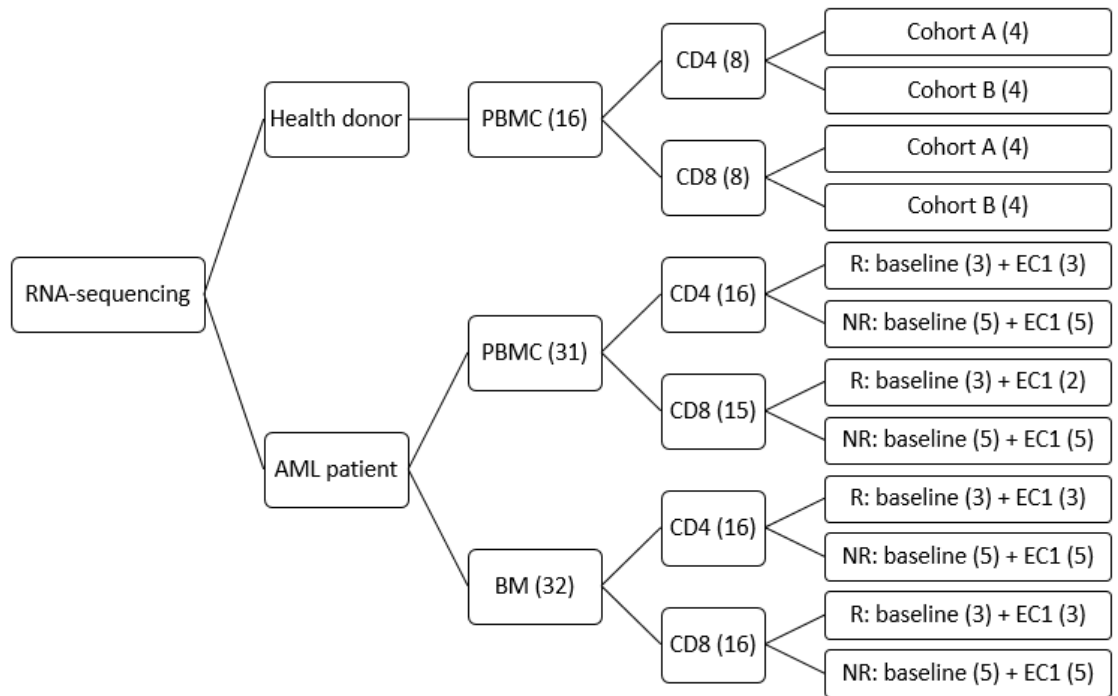 RNA-sequencing
Health donor
PBMC (16)
CD4 (8)
Cohort A (4)
Cohort B (4)
CD8 (8)
Cohort A (4)
Cohort B (4)
AML patient
PBMC (31)
CD4 (16)
R: baseline (3) + EC1 (3)
NR: baseline (5) + EC1 (5)
CD8 (15)
R: baseline (3) + EC1 (2)
NR: baseline (5) + EC1 (5)
BM (32)
CD4 (16)
R: baseline (3) + EC1 (3)
NR: baseline (5) + EC1 (5)
CD8 (16)
R: baseline (3) + EC1 (3)
NR: baseline (5) + EC1 (5)